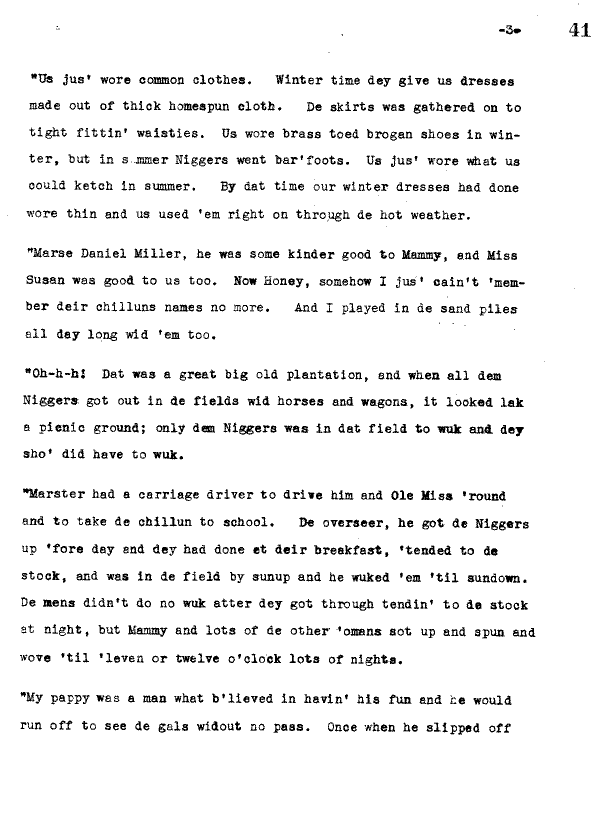 -3- 41
"Us jus' wore common clothes. Winter time dey give us dresses
made out of thick homespun cloth. De skirts was gathered on to
tight fittin' waisties. Us wore brass toed brogan shoes in win-
ter, but in s mmer Niggers went bar'foots. Us jus' wore what us
could ketch in summer. By dat time our winter dresses had done
wore thin and us used 'em right on through de hot weather.
"Marse Daniel Miller, he was some kinder good to Mammy, and Miss
Susan was good to us too. Now Honey, somehow I jus' cain't 'mem-
ber deir chilluns names no more. And I played in de sand piles
all day long wid 'em too.
"Oh-h-h! Dat was a great big old plantation, and when all dem
Niggers got out in de fields wid horses and wagons, it looked lak
a picnic ground; only dem Niggers was in dat field to wuk and dey
sho' did have to wuk.
"Marster had a carriage driver to drive him and Ole Miss 'round
and to take de chillun to school. De overseer, he got de Niggers
up 'fore day and dey had done et deir breakfast, 'tended to de
stock, and was in de field by sunup and he wuked 'em 'til sundown.
De mens didn't do no wuk atter dey got through tendin' to de stock
at night, but Mammy and lots of de other 'omans sot up and spun and
wove 'til 'leven or twelve o'clock lots of nights.
"My pappy was a man what b'lieved in havin' his fun and he would
run off to see de gals widout no pass. Once when he slipped off